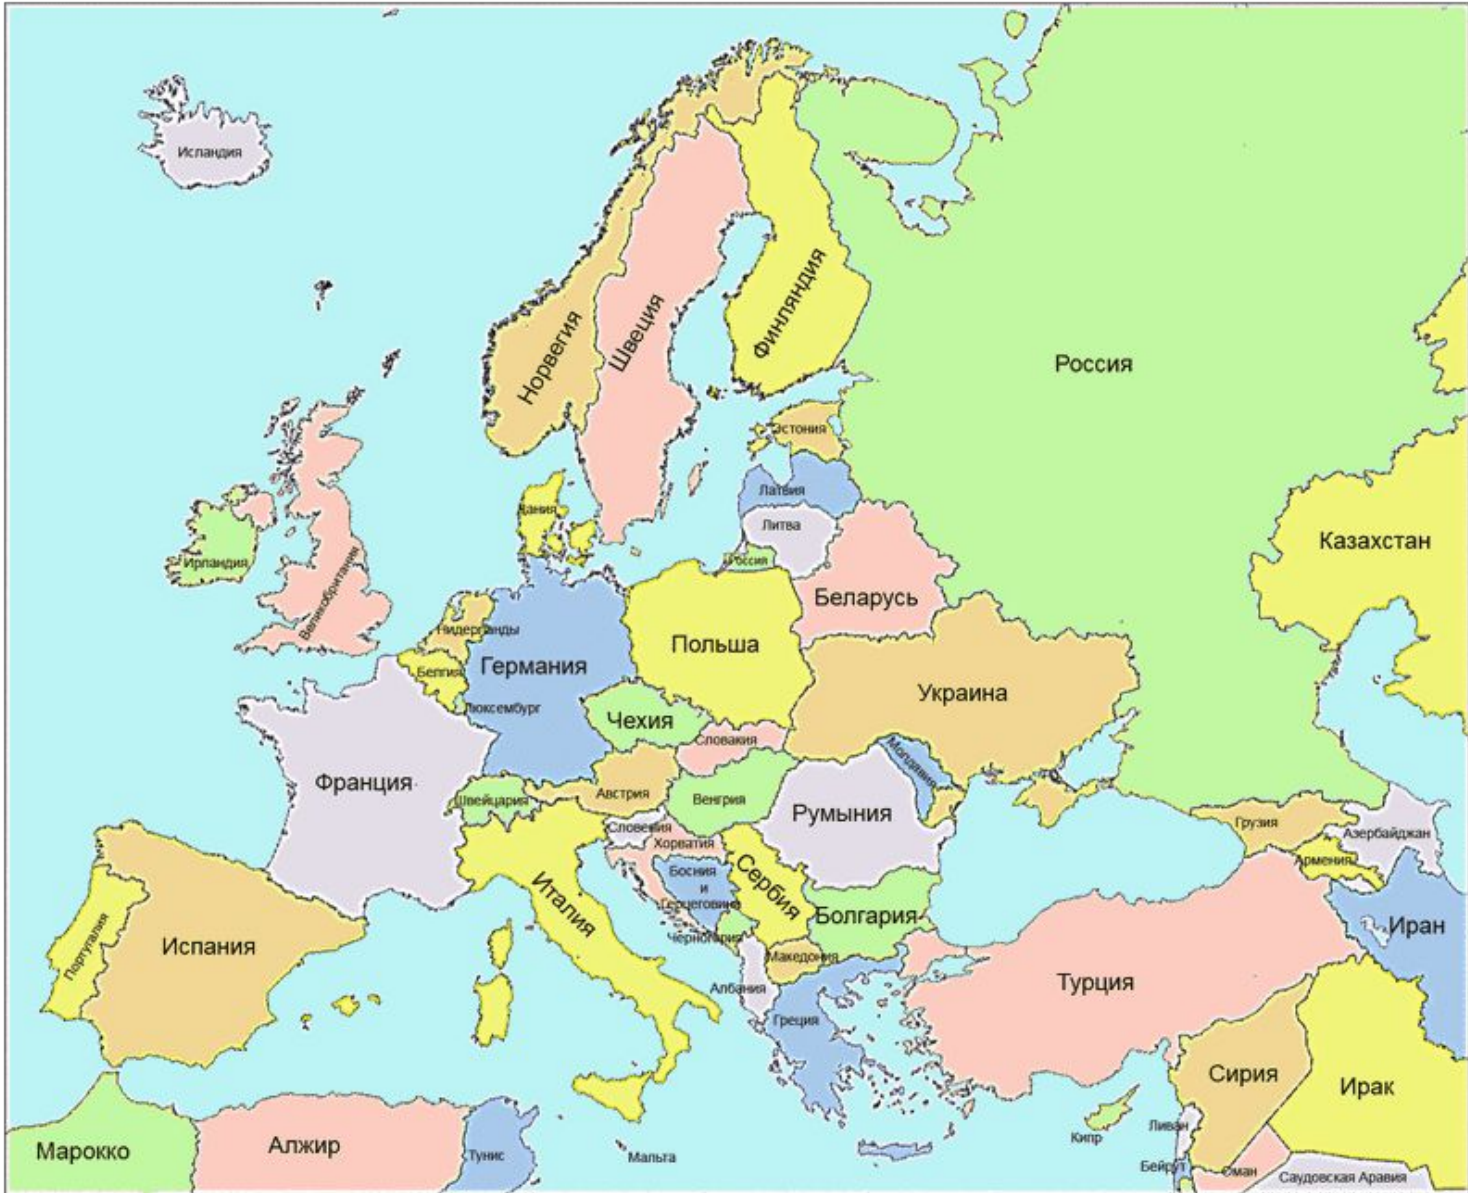 Исландия
Норвегия
Швеция
Финляндия
Россия
Эстония
Латвия
Литва
Россия
Дания
Ирландия
Великобритания
Беларусь
Казахстан
Нидерланды
Бельгия
Люксембург
Германия
Польша
Украина
Чехия
Словакия
Молдавия
Франция
Швейцария
Австрия
Венгрия
Румыния
Словения
Хорватия
Босния
и
Герцеговина
Сербия
Черногория
Болгария
Македония
Албания
Греция
Италия
Испания
Португалия
Грузия
Азербайджан
Армения
Иран
Турция
Сирия
Ирак
Кипр
Ливан
Бейрут
Оман
Саудовская Аравия
Марокко
Алжир
Тунис
Мальта